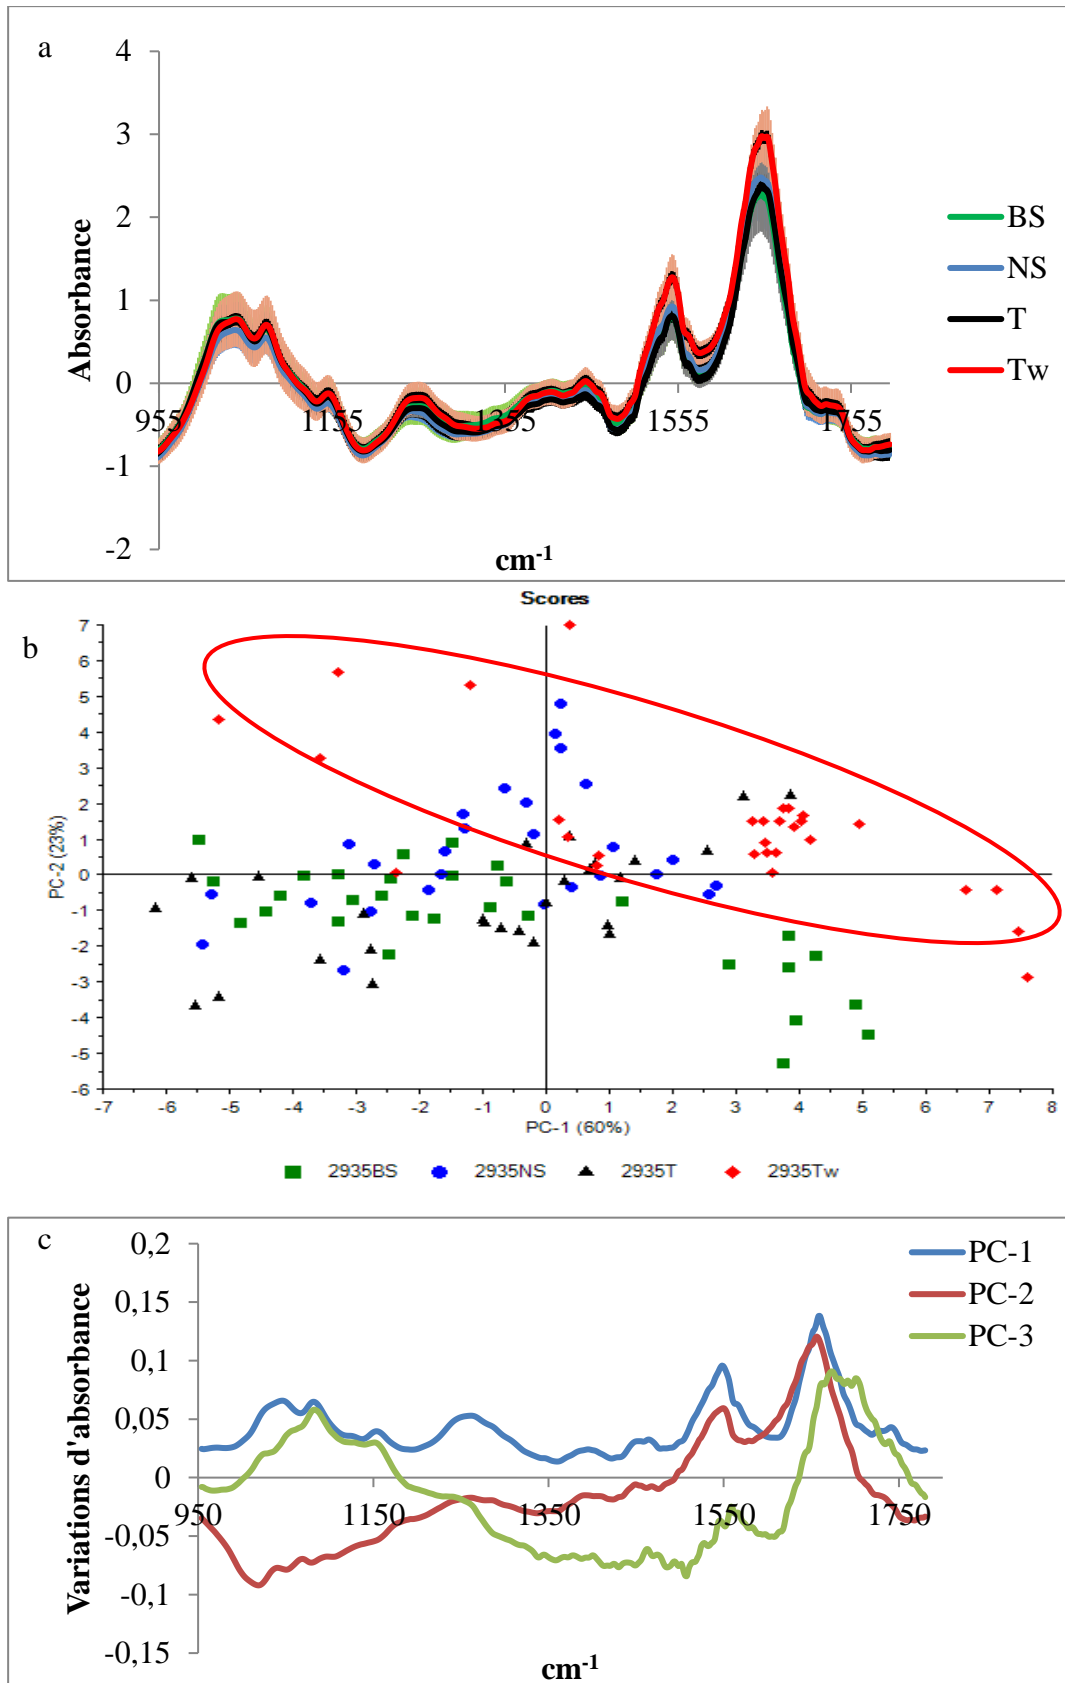 a
4
3
2
1
0
-1
-2
Absorbance
955 1155 1355 1555 1755
cm-1
BS
NS
T
Tw
b
Scores
7
6
5
4
3
2
1
0
-1
-2
-3
-4
-5
-6
PC-2 (23%)
-7 -6 -5 -4 -3 -2 -1 0 1 2 3 4 5 6 7 8
PC-1 (60%)
2935BS 2935NS 2935T 2935Tw
c
0,2
0,15
0,1
0,05
0
-0,05
-0,1
-0,15
Variations d'absorbance
950 1150 1350 1550 1750
cm-1
PC-1
PC-2
PC-3